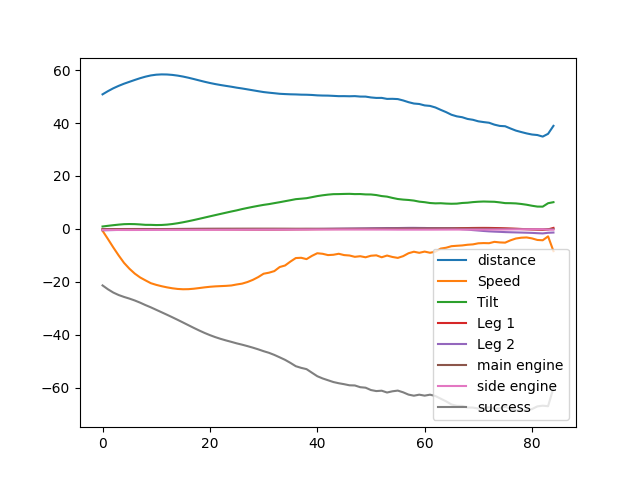 60
40
20
0
−20
−40
−60
0
20
40
60
80
distance
Speed
Tilt
Leg 1
Leg 2
main engine
side engine
success